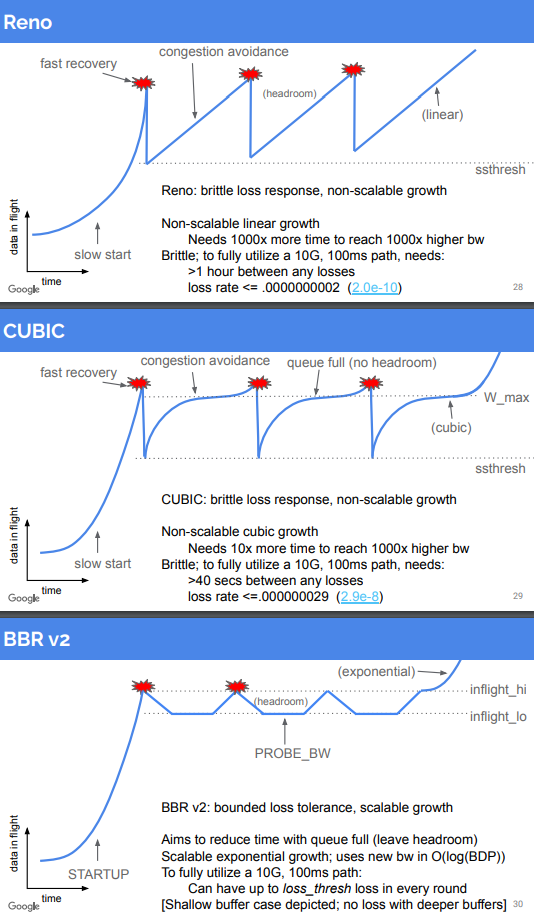 Reno
congestion avoidance
fast recovery
(headroom)
(linear)
ssthresh
Reno: brittle loss response, non-scalable growth
data in flight
Non-scalable linear growth
Needs 1000x more time to reach 1000x higher bw
slow start
Brittle; to fully utilize a 10G, 100ms path, needs:
>1 hour between any losses
time
loss rate <= .0000000002 (2.0e-10)
Google
28
CUBIC
congestion avoidance
queue full (no headroom)
fast recovery
W_max
(cubic)
ssthresh
CUBIC: brittle loss response, non-scalable growth
data in flight
Non-scalable cubic growth
Needs 10x more time to reach 1000x higher bw
slow start
Brittle; to fully utilize a 10G, 100ms path, needs:
>40 secs between any losses
time
loss rate <=.000000029 (2.9e-8)
Google
29
BBR v2
(exponential)
inflight_hi
(headroom)
inflight_lo
PROBE_BW
BBR v2: bounded loss tolerance, scalable growth
data in flight
Aims to reduce time with queue full (leave headroom)
Scalable exponential growth; uses new bw in O(log(BDP))
STARTUP
To fully utilize a 10G, 100ms path:
Can have up to loss_thresh loss in every round
time
[Shallow buffer case depicted; no loss with deeper buffers]
Google
30